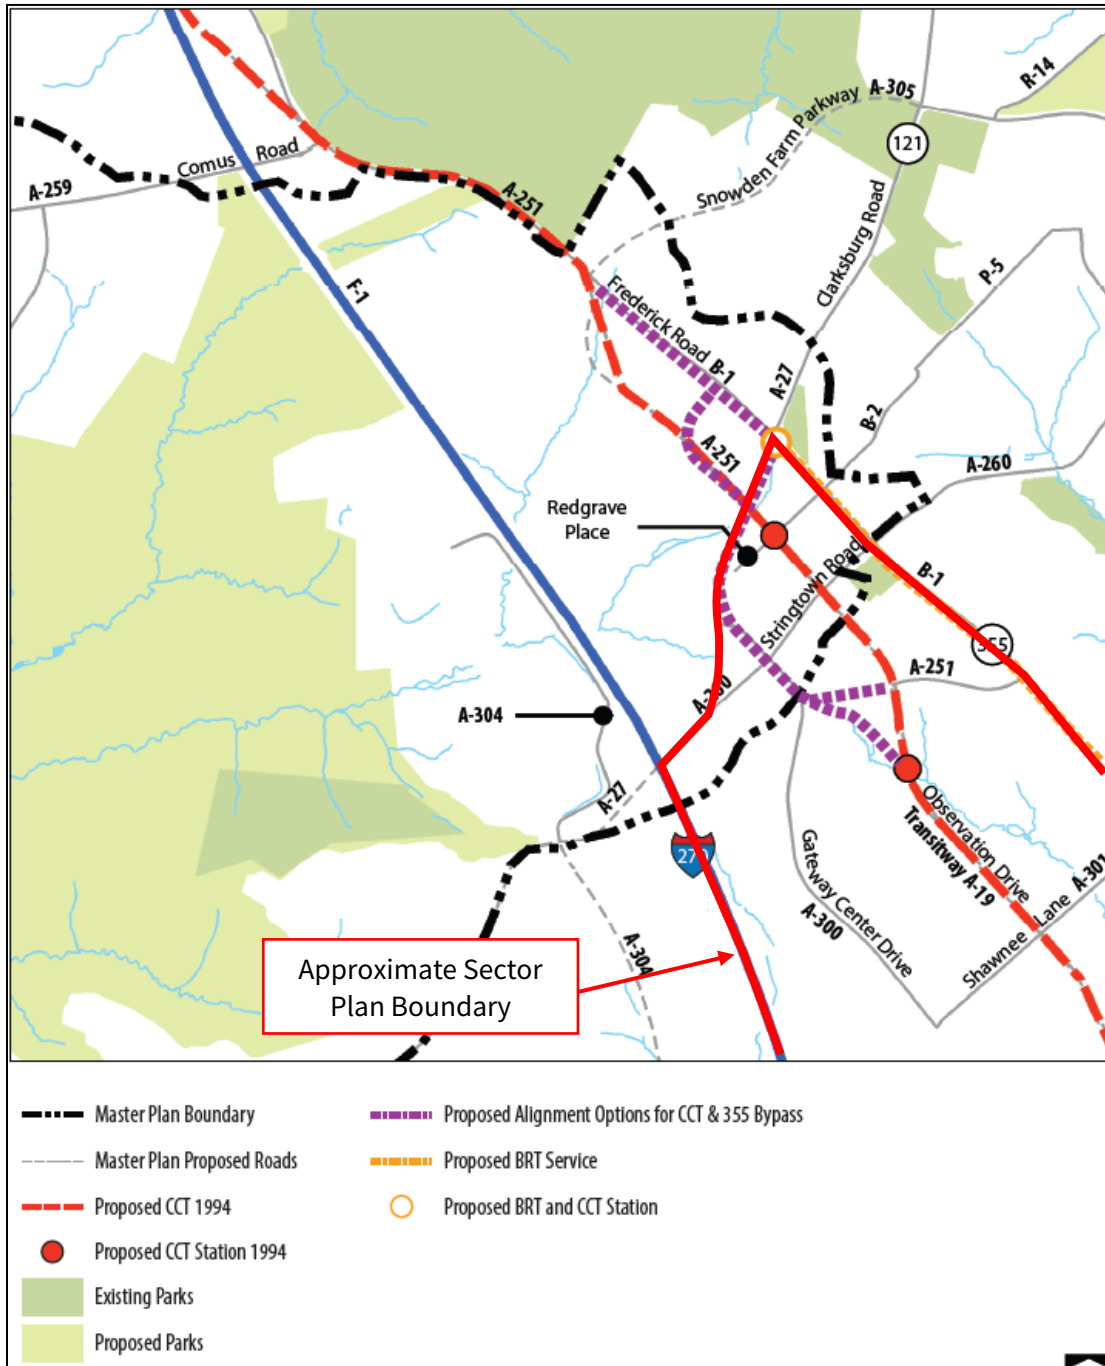 R-14
A-305
Snowden Farm Parkway
121
Comus Road
A-259
A-251
Clarksburg Road
P-5
F-1
Frederick Road
B-1
A-27
B-2
A-251
A-260
Redgrave
Place
Stringtown Road
B-1
355
A-251
A-304
A-27
270
Observation Drive
Transitway A-19
A-301
Gateway Center Drive
A-300
Shawnee Lane
A-304
Approximate Sector
Plan Boundary
Master Plan Boundary
Master Plan Proposed Roads
Proposed CCT 1994
Proposed CCT Station 1994
Existing Parks
Proposed Parks
Proposed Alignment Options for CCT & 355 Bypass
Proposed BRT Service
Proposed BRT and CCT Station